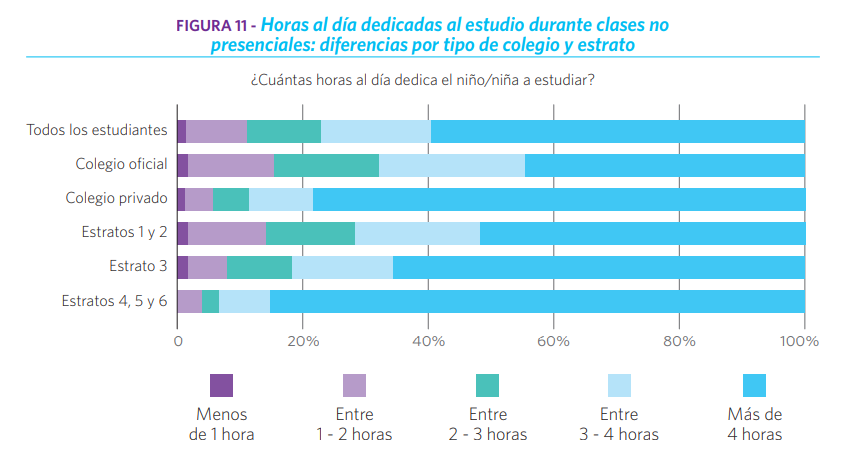 FIGURA 11 - Horas al día dedicadas al estudio durante clases no
presenciales: diferencias por tipo de colegio y estrato
¿Cuántas horas al día dedica el niño/niña a estudiar?
Todos los estudiantes
Colegio oficial
Colegio privado
Estratos 1 y 2
Estrato 3
Estratos 4, 5 y 6
0 20% 40% 60% 80% 100%
Menos
de 1 hora
Entre
1 - 2 horas
Entre
2 - 3 horas
Entre
3 - 4 horas
Más de
4 horas